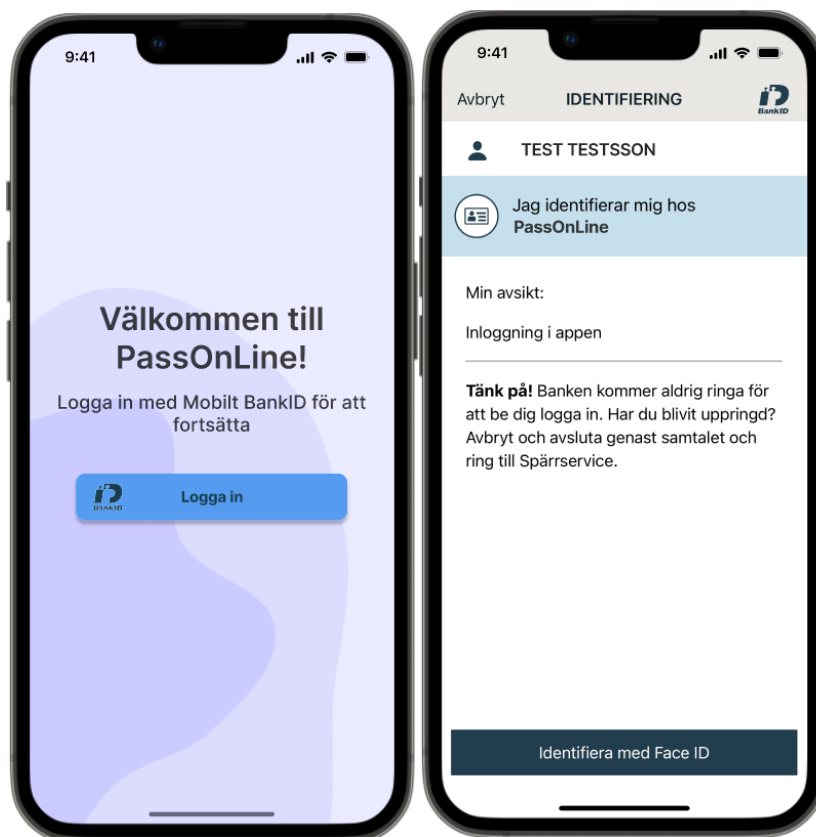 9:41
Välkommen till
PassOnLine!
Logga in med Mobilt BankID för att
fortsätta
BankID
Logga in
9:41
Avbryt
IDENTIFIERING
BankID
TEST TESTSSON
Jag identifierar mig hos
PassOnLine
Min avsikt:
Inloggning i appen
Tänk på! Banken kommer aldrig ringa för
att be dig logga in. Har du blivit uppringd?
Avbryt och avsluta genast samtalet och
ring till Spärrservice.
Identifiera med Face ID